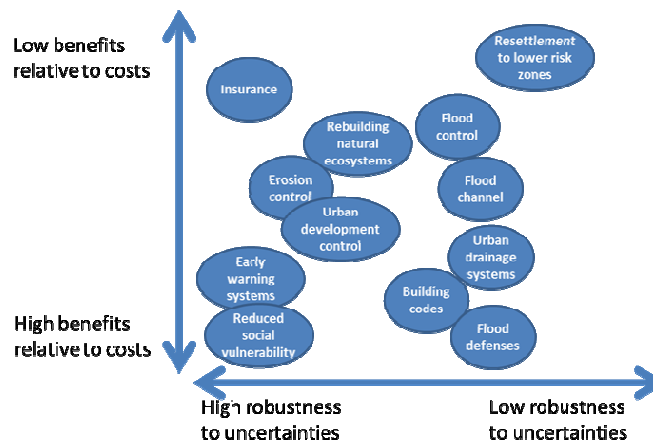 Low benefits
relative to costs
Resettlement
to lower risk
zones
Insurance
Rebuilding
natural
ecosystems
Flood
control
Erosion
control
Flood
channel
Urban
development
control
Urban
drainage
systems
Early
warning
systems
Building
codes
High benefits
relative to costs
Reduced
social
vulnerability
Flood
defenses
High robustness
to uncertainties
Low robustness
to uncertainties